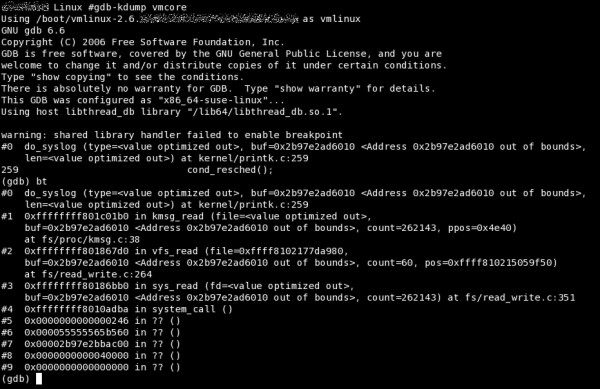 Linux #gdb-kdump vmcore
Using /boot/vmlinux-2.6. as vmlinux
GNU gdb 6.6
Copyright (C) 2006 Free Software Foundation, Inc.
GDB is free software, covered by the GNU General Public License, and you are
welcome to change it and/or distribute copies of it under certain conditions.
Type "show copying" to see the conditions.
There is absolutely no warranty for GDB.  Type "show warranty" for details.
This GDB was configured as "x86_64-suse-linux"...
Using host libthread_db library "/lib64/libthread_db.so.1".
warning: shared library handler failed to enable breakpoint
#0  do_syslog (type=<value optimized out>, buf=0x2b97e2ad6010 <Address 0x2b97e2ad6010 out of bounds>,
    len=<value optimized out>) at kernel/printk.c:259
259                             cond_resched();
(gdb) bt
#0  do_syslog (type=<value optimized out>, buf=0x2b97e2ad6010 <Address 0x2b97e2ad6010 out of bounds>,
    len=<value optimized out>) at kernel/printk.c:259
#1  0xffffffff801c01b0 in kmsg_read (file=<value optimized out>,
    buf=0x2b97e2ad6010 <Address 0x2b97e2ad6010 out of bounds>, count=262143, ppos=0x4e40)
    at fs/proc/kmsg.c:38
#2  0xffffffff801867d0 in vfs_read (file=0xffff8102177da980,
    buf=0x2b97e2ad6010 <Address 0x2b97e2ad6010 out of bounds>, count=60, pos=0xffff810215059f50)
    at fs/read_write.c:264
#3  0xffffffff80186bb0 in sys_read (fd=<value optimized out>,
    buf=0x2b97e2ad6010 <Address 0x2b97e2ad6010 out of bounds>, count=262143) at fs/read_write.c:351
#4  0xffffffff8010adba in system_call ()
#5  0x0000000000000246 in ?? ()
#6  0x000055555565b560 in ?? ()
#7  0x00002b97e2bbac00 in ?? ()
#8  0x0000000000040000 in ?? ()
#9  0x0000000000000000 in ?? ()
(gdb)